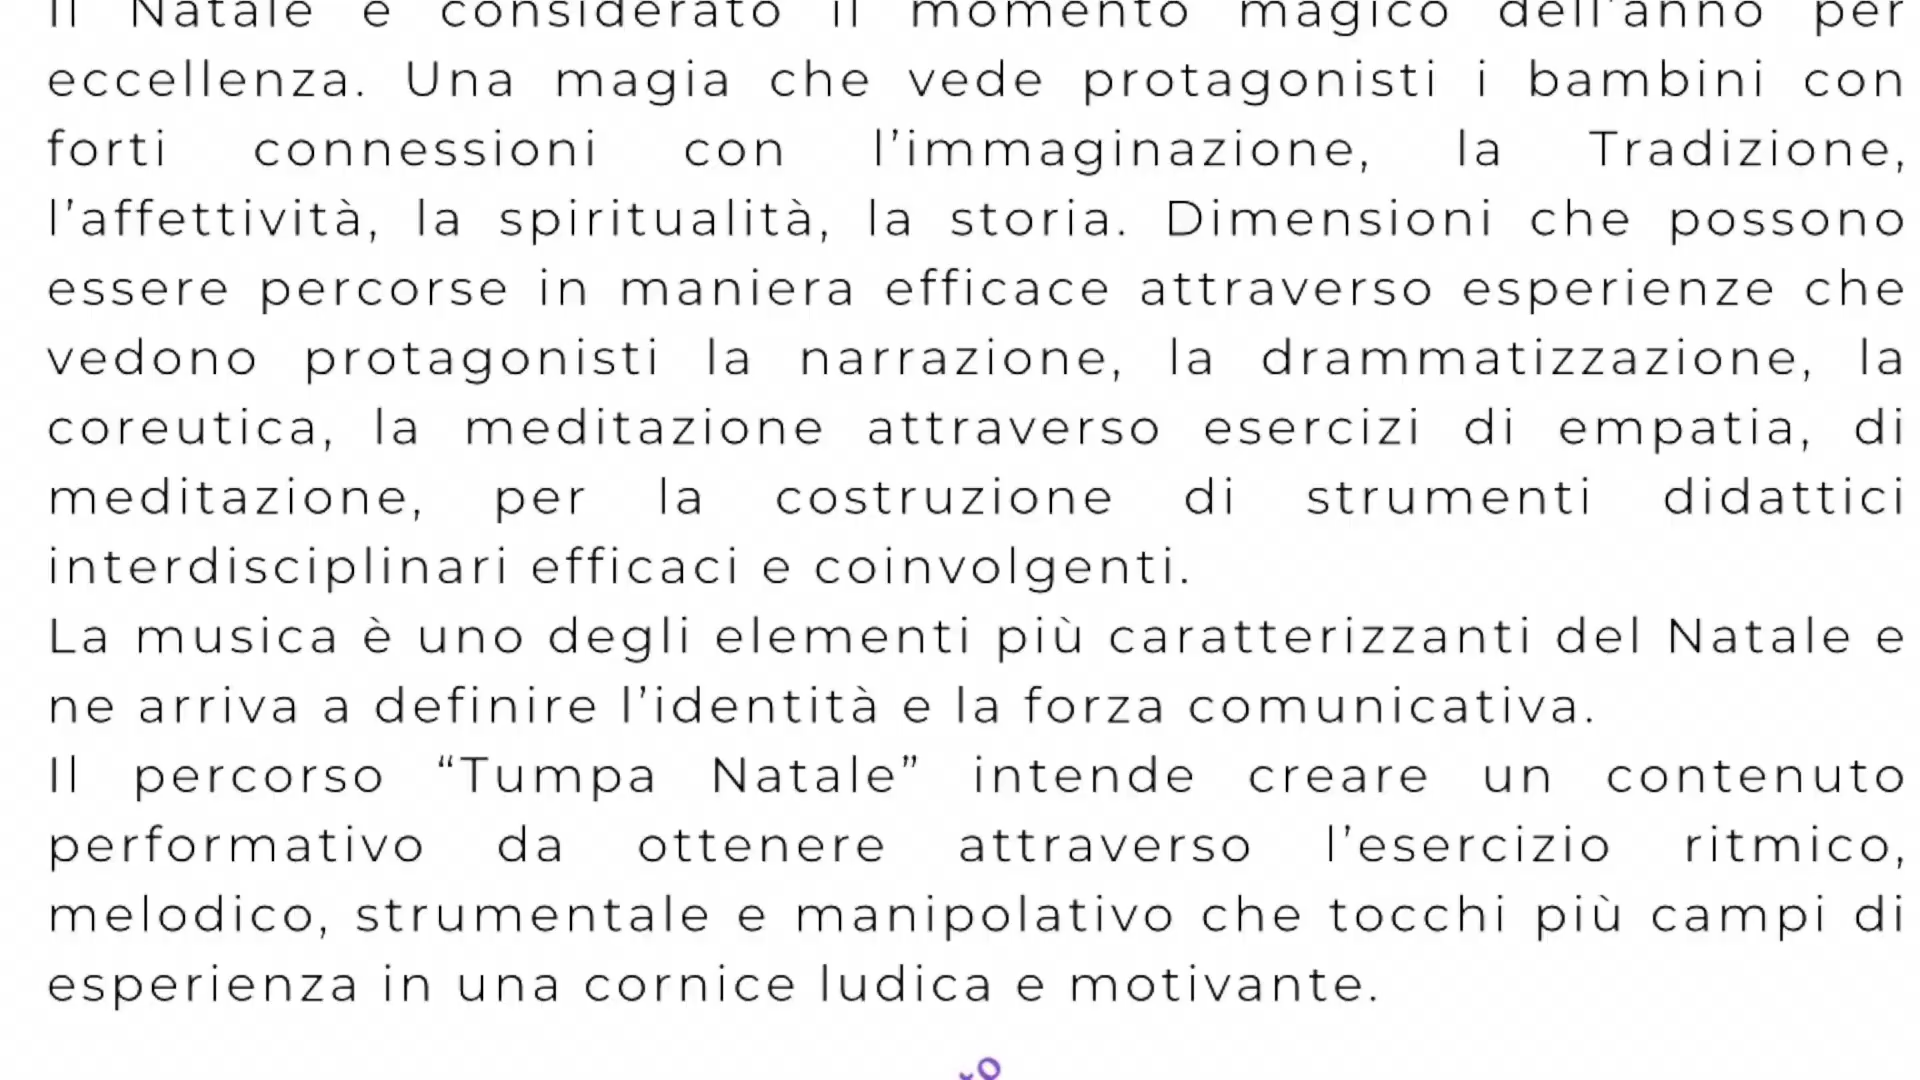 Il Natale è considerato il momento magico dell'anno per
eccellenza. Una magia che vede protagonisti i bambini con
forti connessioni con l'immaginazione, la Tradizione,
l'affettività, la spiritualità, la storia. Dimensioni che possono
essere percorse in maniera efficace attraverso esperienze che
vedono protagonisti la narrazione, la drammatizzazione, la
coreutica, la meditazione attraverso esercizi di empatia, di
meditazione, per la costruzione di strumenti didattici
interdisciplinari efficaci e coinvolgenti.
La musica è uno degli elementi più caratterizzanti del Natale e
ne arriva a definire l'identità e la forza comunicativa.
Il percorso “Tumpa Natale” intende creare un contenuto
performativo da ottenere attraverso l'esercizio ritmico,
melodico, strumentale e manipolativo che tocchi più campi di
esperienza in una cornice ludica e motivante.